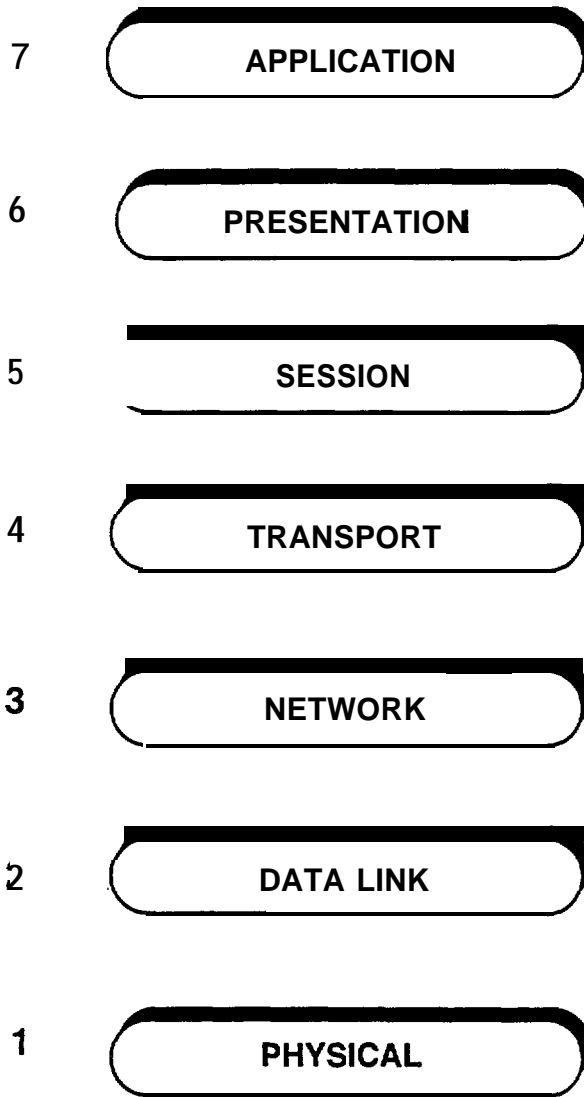 7 APPLICATION
6 PRESENTATION
5 SESSION
4 TRANSPORT
3 NETWORK
2 DATA LINK
1 PHYSICAL